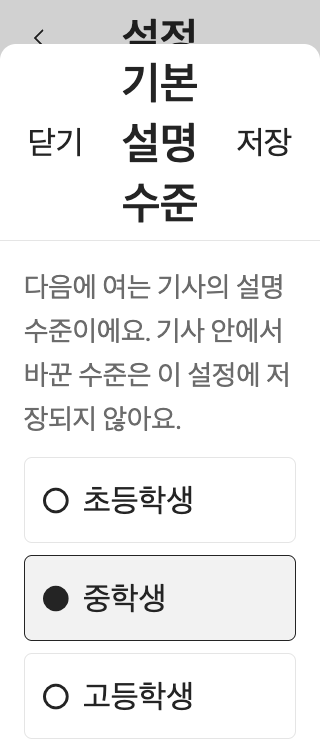 설정
기본
설명
수준
닫기
저장
다음에 여는 기사의 설명
수준이에요. 기사 안에서
바꾼 수준은 이 설정에 저
장되지 않아요.
초등학생
중학생
고등학생